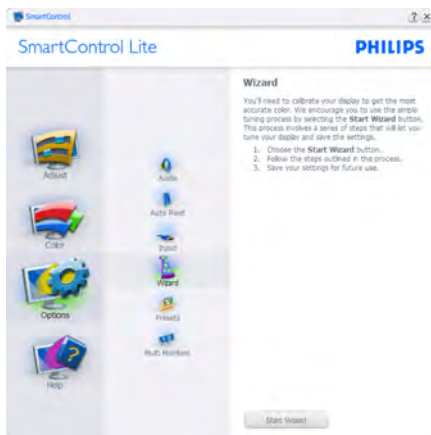 SmartControl
? x
SmartControl Lite
PHILIPS
Adjust
Color
Options
Help
Audio
Auto Pivot
Input
Wizard
Presets
Multi Monitors
Wizard
You'll need to calibrate your display to get the most
accurate color. We encourage you to use the simple
tuning process by selecting the Start Wizard button.
This process involves a series of steps that will let you
tune your display and save the settings.
1. Choose the Start Wizard button.
2. Follow the steps outlined in this process.
3. Save your settings for future use.
Start Wizard